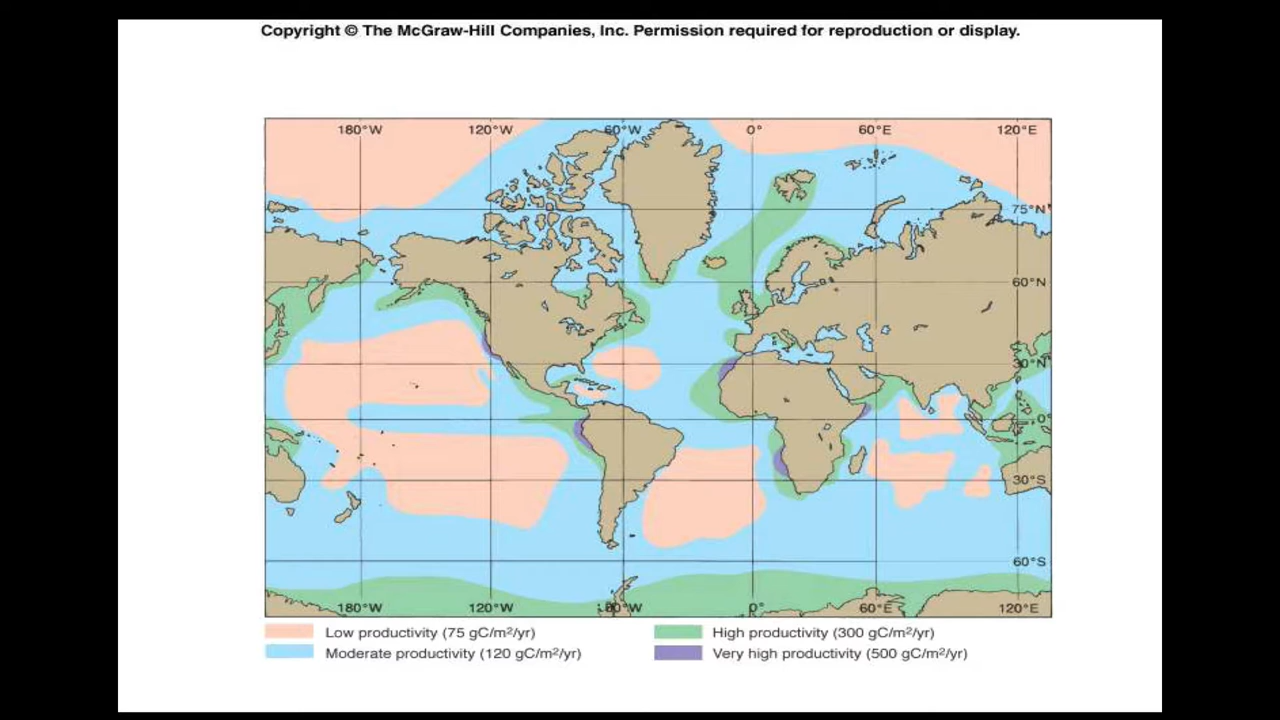 Copyright © The McGraw-Hill Companies, Inc. Permission required for reproduction or display.
180°W 120°W 60°W 0° 60°E 120°E
75°N
60°N
30°N
0°
30°S
60°S
180°W 120°W 60°W 0° 60°E 120°E
Low productivity (75 gC/m²/yr) High productivity (300 gC/m²/yr)
Moderate productivity (120 gC/m²/yr) Very high productivity (500 gC/m²/yr)